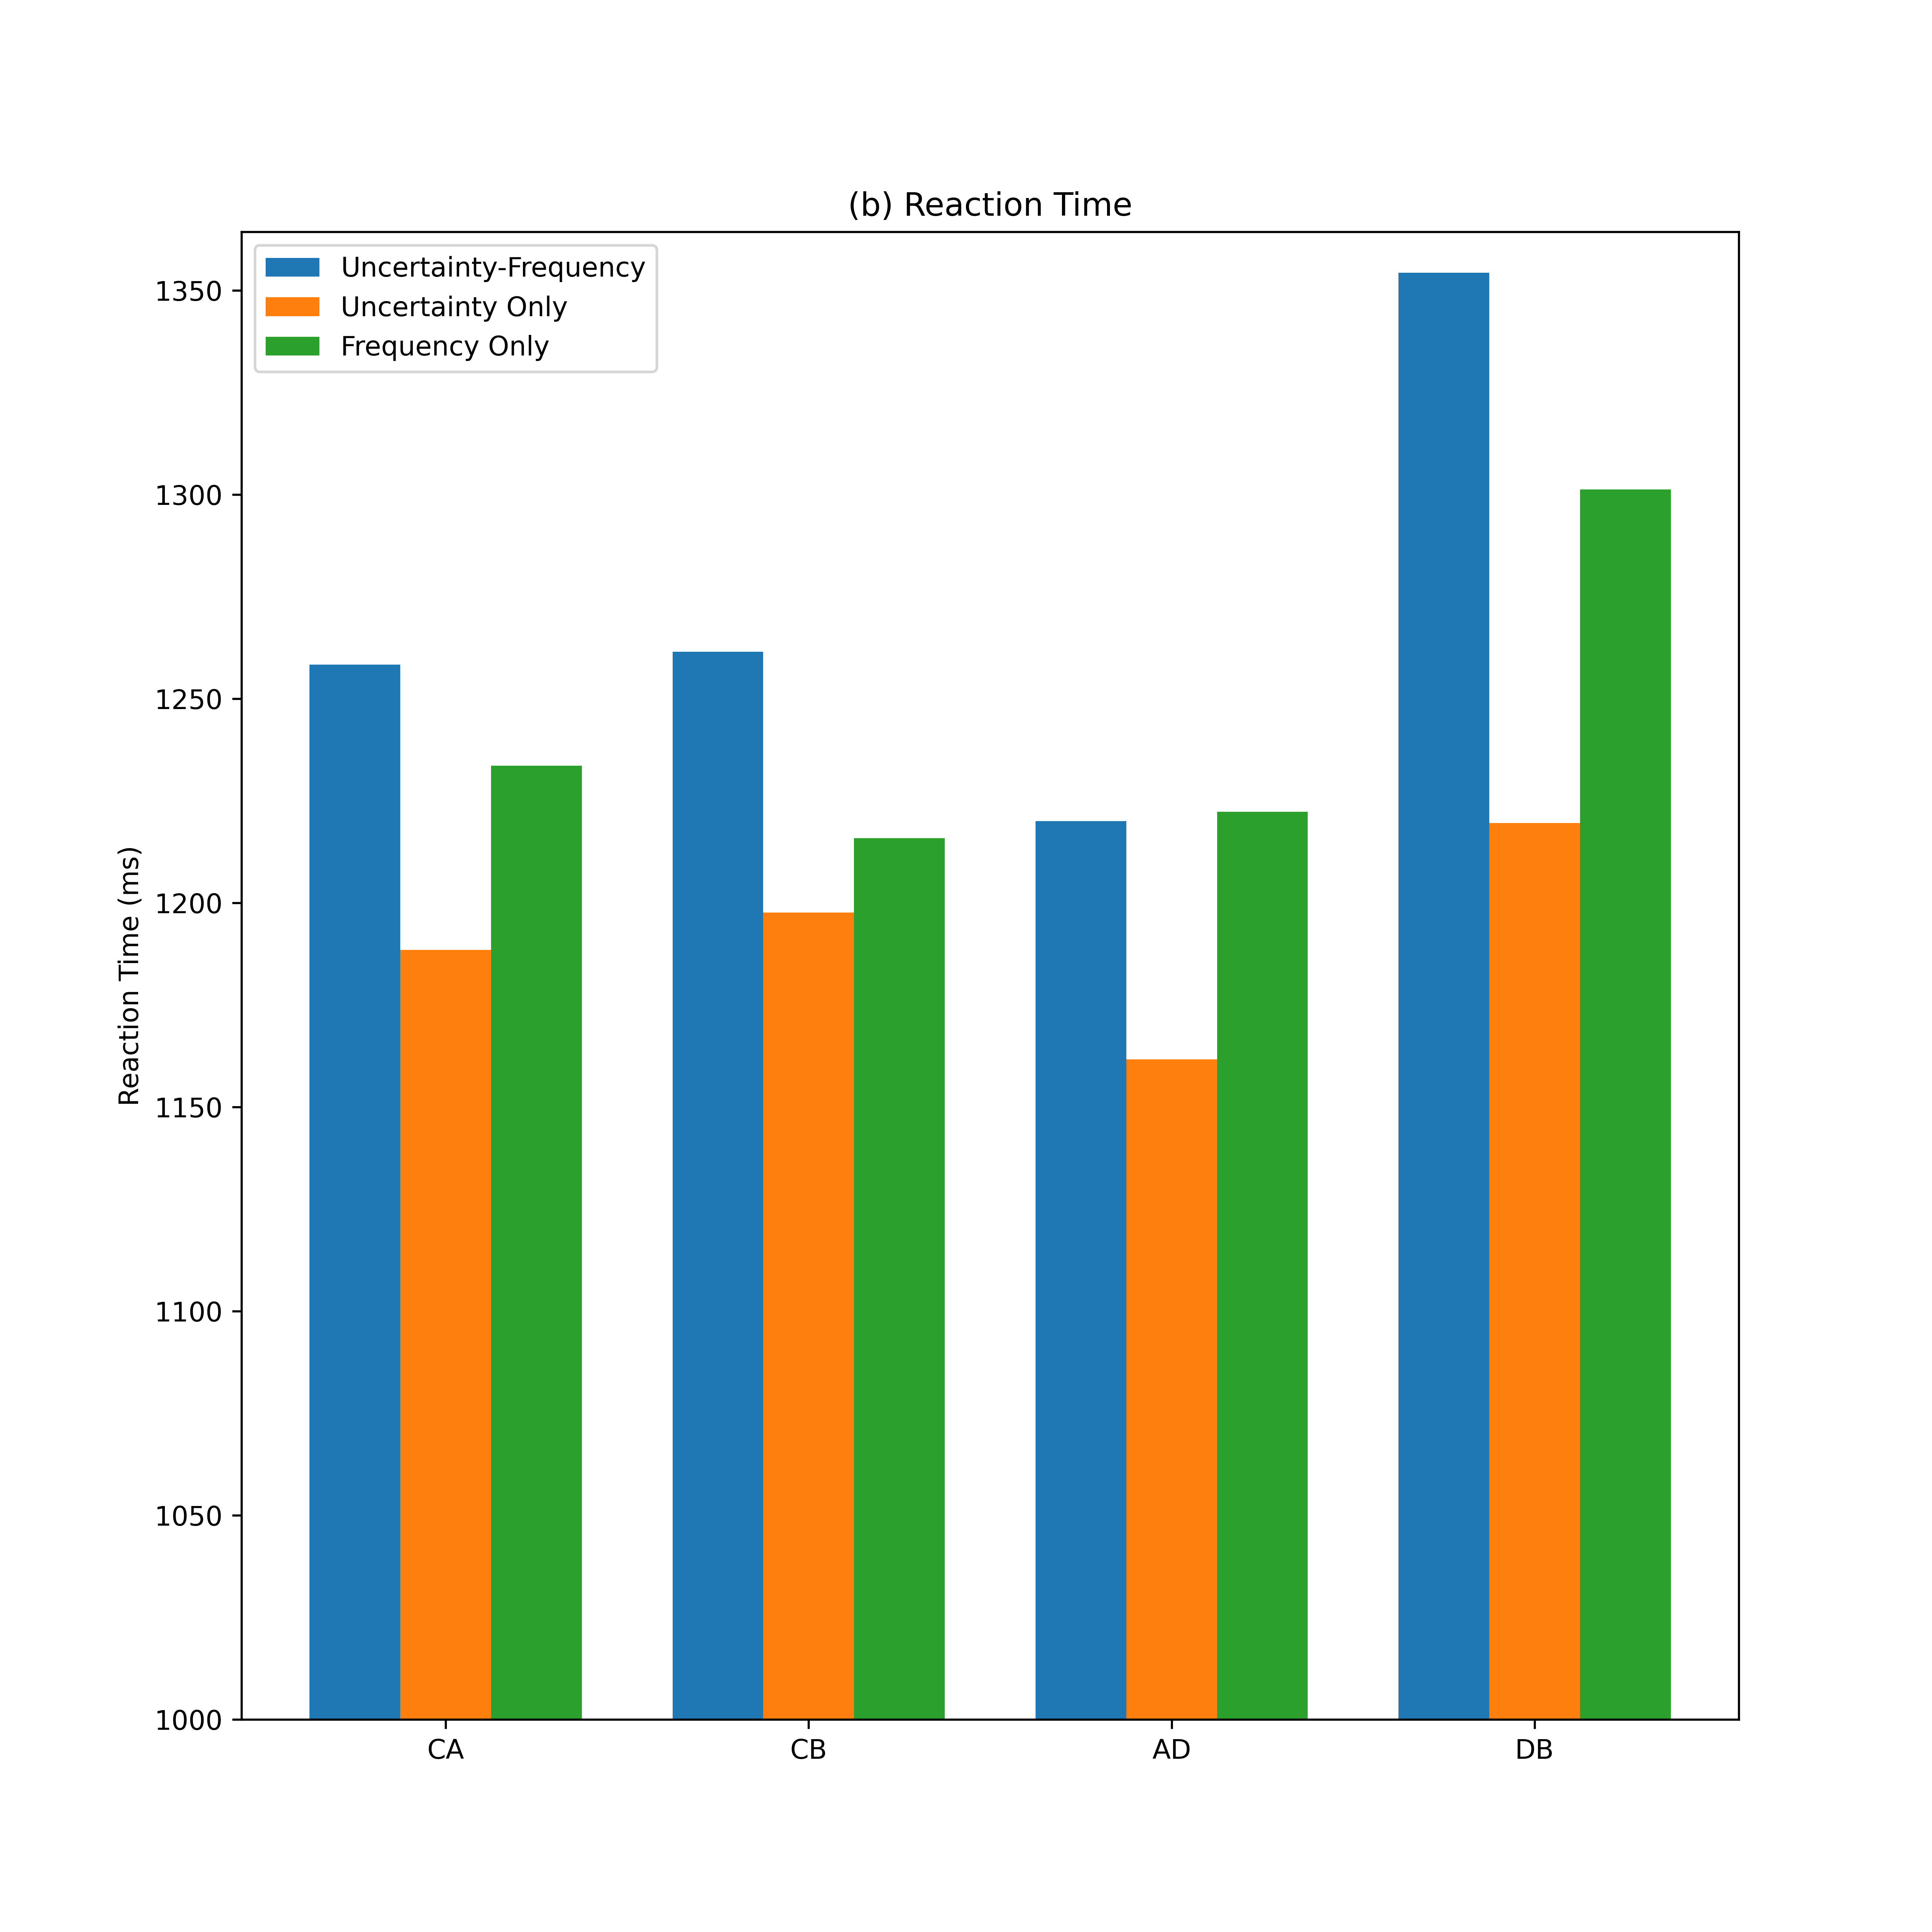 (b) Reaction Time
Uncertainty-Frequency
Uncertainty Only
Frequency Only
1350
1300
1250
1200
1150
1100
1050
1000
Reaction Time (ms)
CA
CB
AD
DB